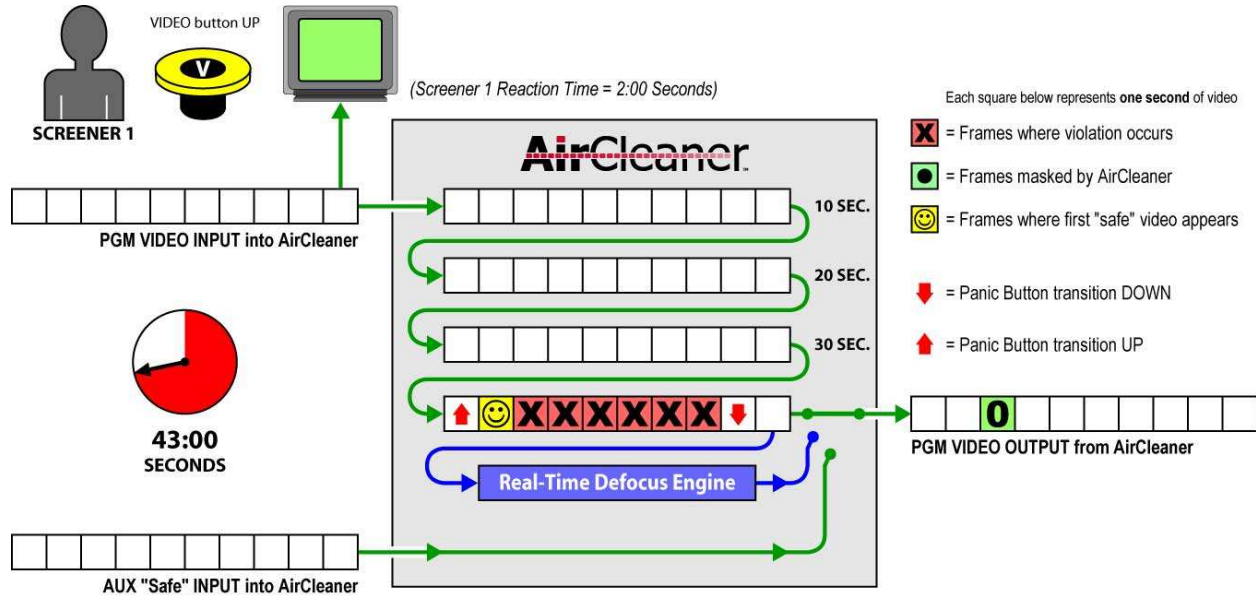 VIDEO button UP
V
SCREENER 1
(Screener 1 Reaction Time = 2:00 Seconds)
Each square below represents one second of video
X = Frames where violation occurs
= Frames masked by AirCleaner
= Frames where first "safe" video appears
= Panic Button transition DOWN
= Panic Button transition UP
AirCleaner™
PGM VIDEO INPUT into AirCleaner
10 SEC.
20 SEC.
30 SEC.
43:00
SECONDS
X X X X X X
0
PGM VIDEO OUTPUT from AirCleaner
Real-Time Defocus Engine
AUX "Safe" INPUT into AirCleaner